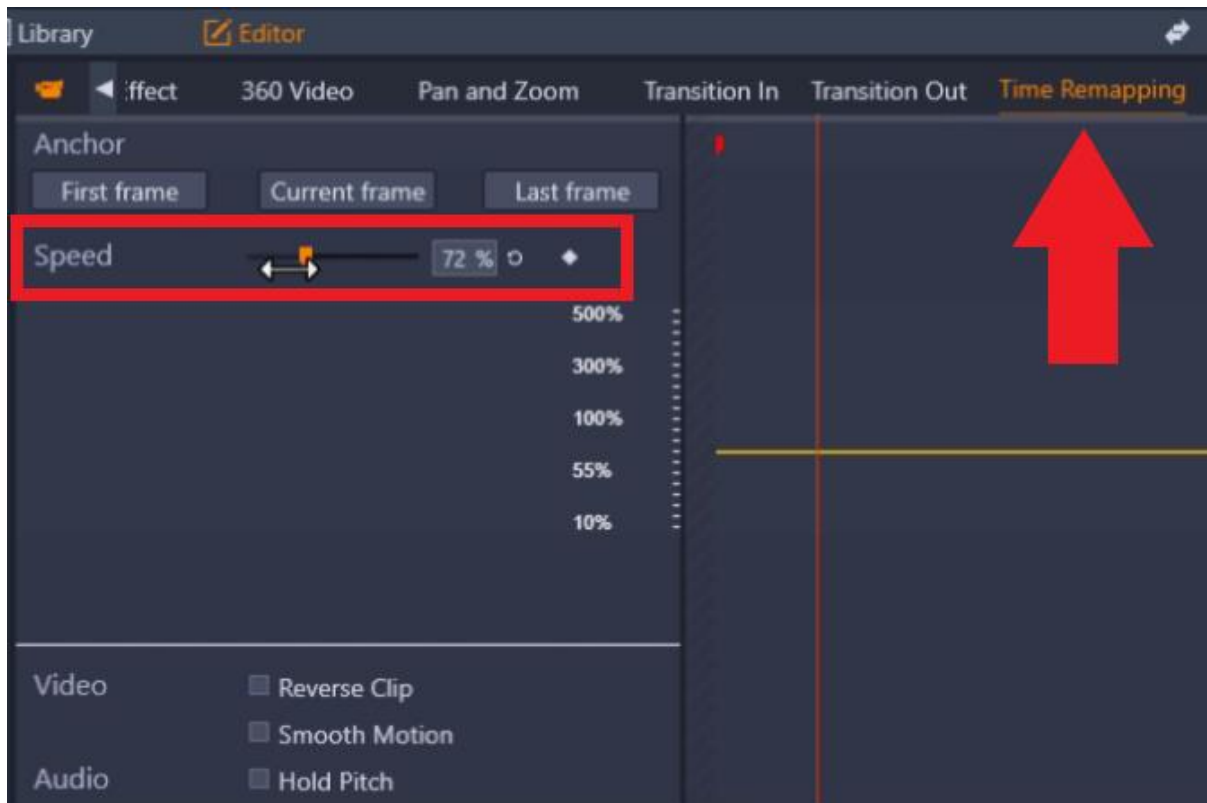 Library Editor
ffect 360 Video Pan and Zoom Transition In Transition Out Time Remapping
Anchor
First frame Current frame Last frame
Speed 72 %
500%
300%
100%
55%
10%
Video Reverse Clip
Smooth Motion
Audio Hold Pitch